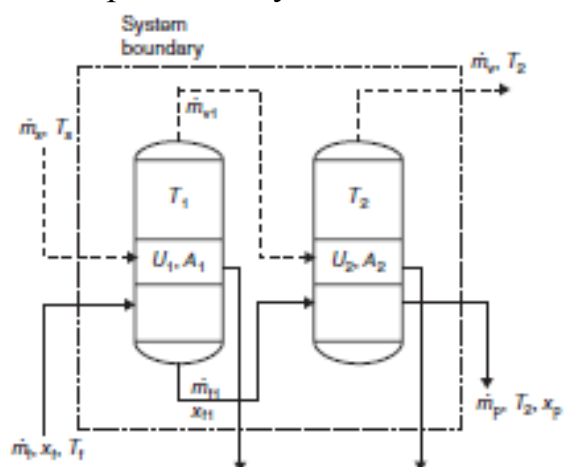 System
boundary
ṁv, T2
ṁs, Ts
ṁv1
T1
T2
U1, A1
U2, A2
ṁf1
xf1
ṁp, T2, xp
ṁf, xf, Tf